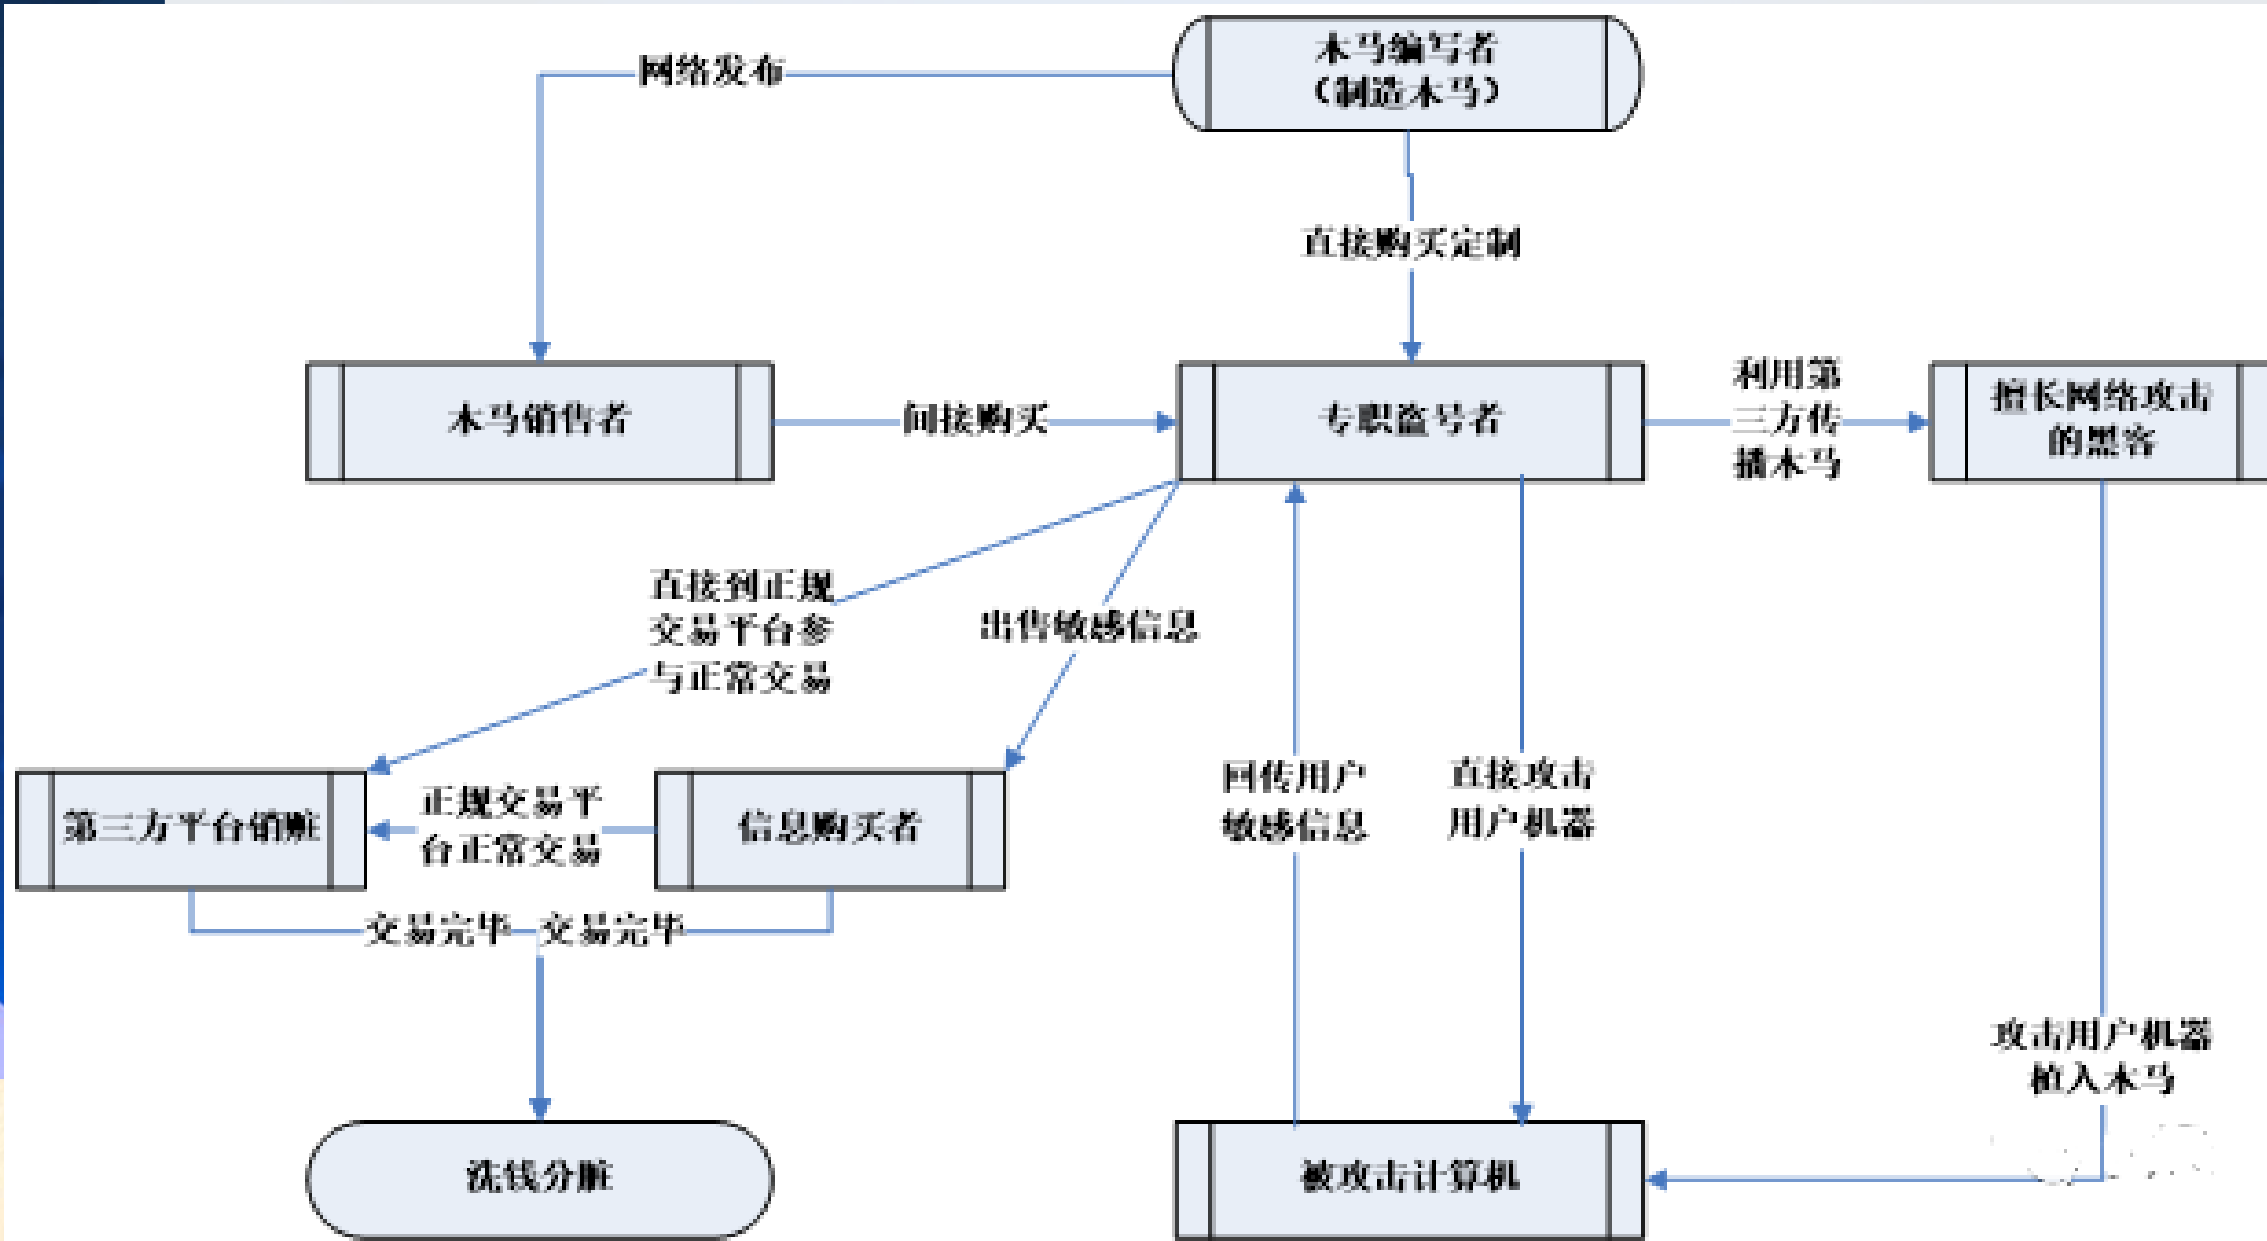 木马编写者
(制造木马)
网络发布
直接购买定制
木马销售者
间接购买
专职盗号者
利用第
三方传
播木马
擅长网络攻击
的黑客
直接到正规
交易平台参
与正常交易
出售敏感信息
回传用户
敏感信息
直接攻击
用户机器
第三方平台销赃
正规交易平
台正常交易
信息购买者
交易完毕
交易完毕
攻击用户机器
植入木马
洗钱分脏
被攻击计算机